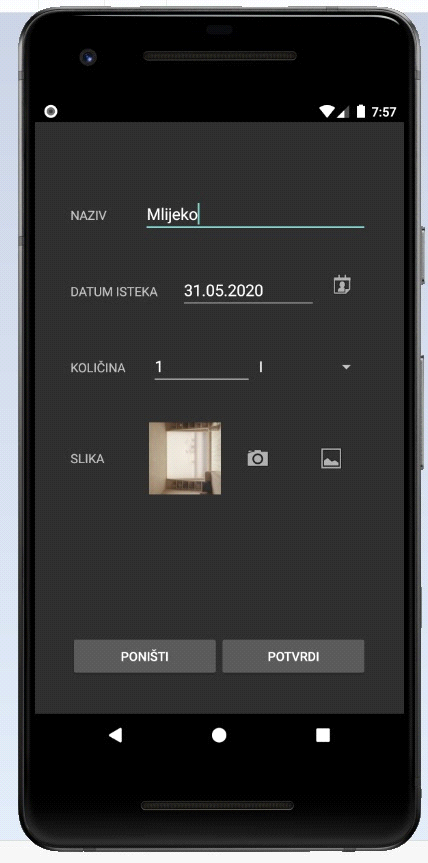 7:57
NAZIV Mlijeko
DATUM ISTEKA 31.05.2020
KOLIČINA 1 l
SLIKA
PONIŠTI POTVRDI